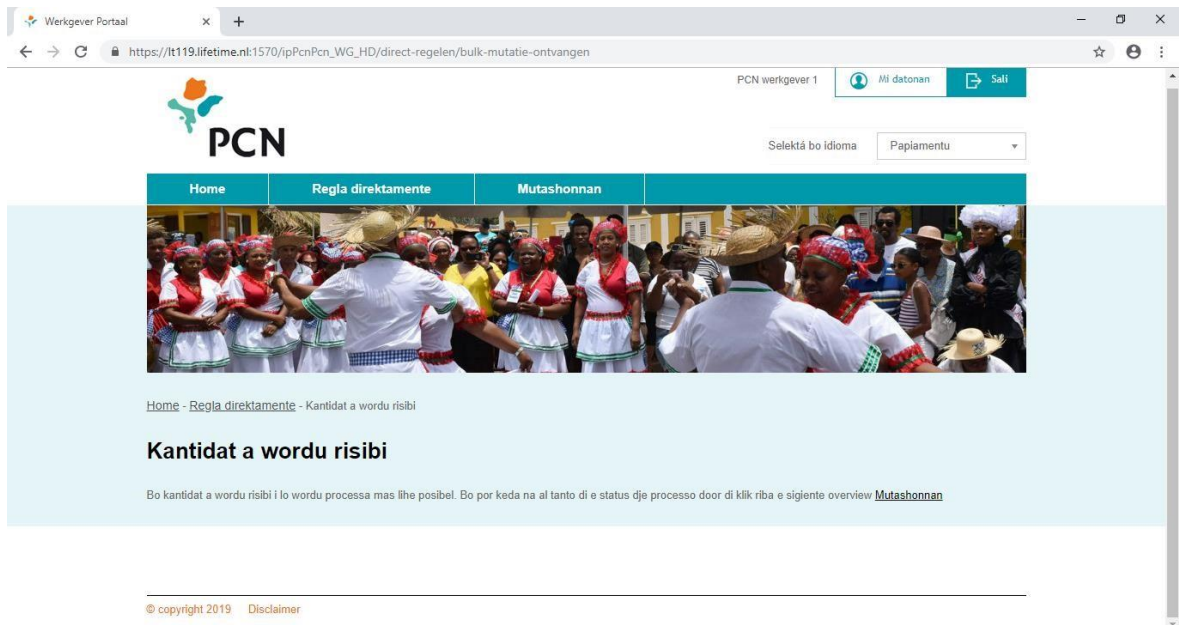 Werkgever Portaal
https://lt119.lifetime.nl:1570/ipPcnPcn_WG_HD/direct-regelen/bulk-mutatie-ontvangen
PCN werkgever 1 Mi datonan Sali
PCN
Selektá bo idioma Papiamentu
Home Regla direktamente Mutashonnan
Home - Regla direktamente - Kantidat a wordu risibi
Kantidat a wordu risibi
Bo kantidat a wordu risibi i lo wordu processa mas lihe posibel. Bo por keda na al tanto di e status dje processo door di klik riba e sigiente overview Mutashonnan
© copyright 2019 Disclaimer